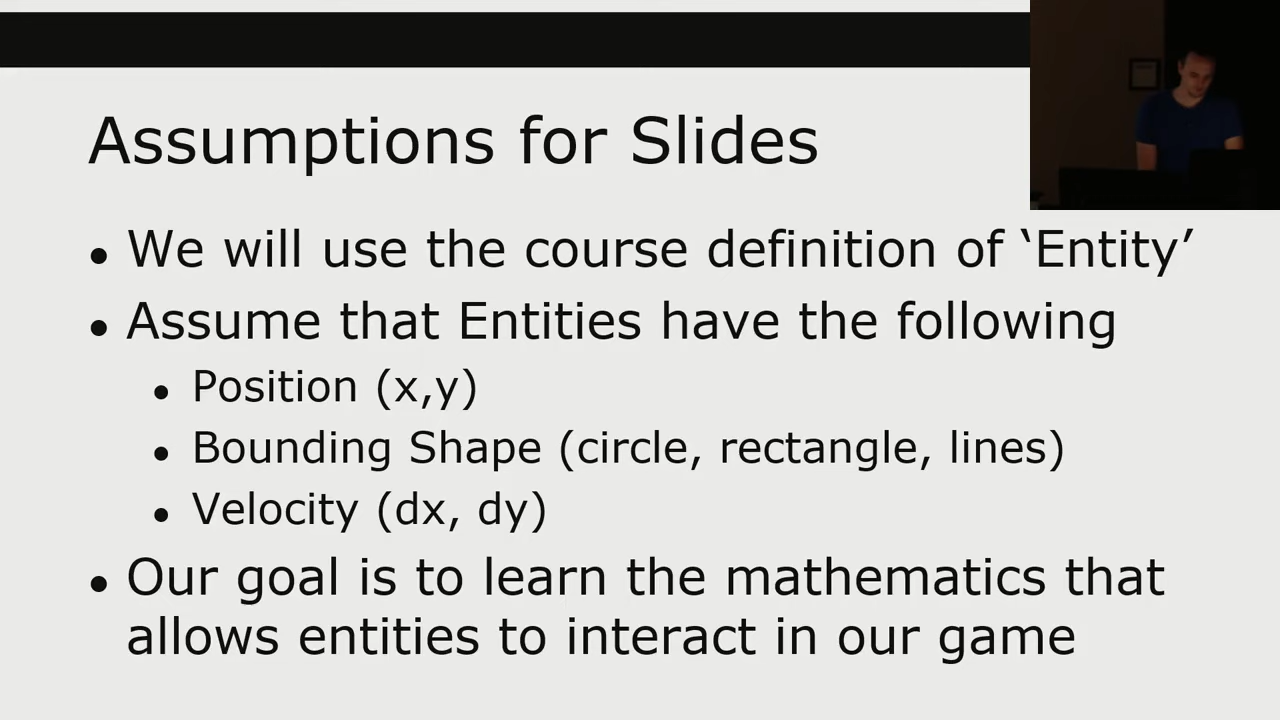 Assumptions for Slides
• We will use the course definition of ‘Entity’
• Assume that Entities have the following
• Position (x,y)
• Bounding Shape (circle, rectangle, lines)
• Velocity (dx, dy)
• Our goal is to learn the mathematics that
allows entities to interact in our game